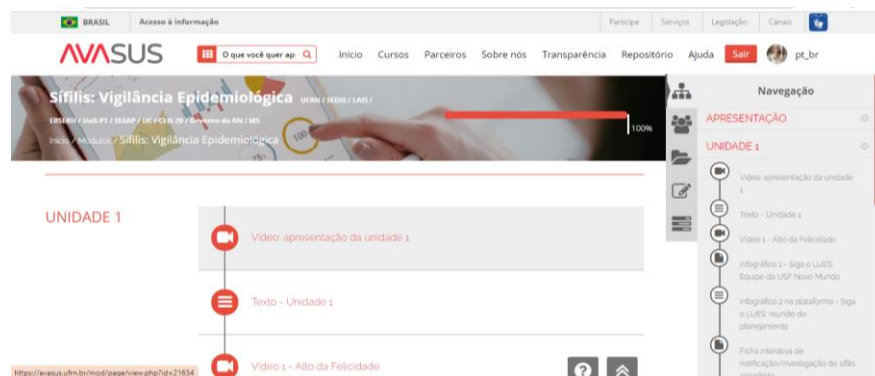 BRASIL Acesso à informação Participe Serviços Legislação Canais
AVASUS O que você quer ap Início Cursos Parceiros Sobre nós Transparência Repositório Ajuda Sair pt_br
Sífilis: Vigilância Epidemiológica UFRN / SEDIS / LAIS /
EBSERH / UaB-PT / SESAP / UC / CEIS 20 / Governo do RN / MS
Início / Módulos / Sífilis: Vigilância Epidemiológica
100%
Navegação
APRESENTAÇÃO
UNIDADE 1
Vídeo: apresentação da unidade
1
Texto - Unidade 1
Vídeo 1 - Alto da Felicidade
Infográfico 1 - Siga o LUES:
Equipe da USF Novo Mundo
Infográfico 2 na plataforma - Siga
o LUES: reunião de
planejamento
Ficha interativa de
notificação/investigação de sífilis
UNIDADE 1
Vídeo: apresentação da unidade 1
Texto - Unidade 1
Vídeo 1 - Alto da Felicidade
https://avasus.ufrn.br/mod/page/view.php?id=21634